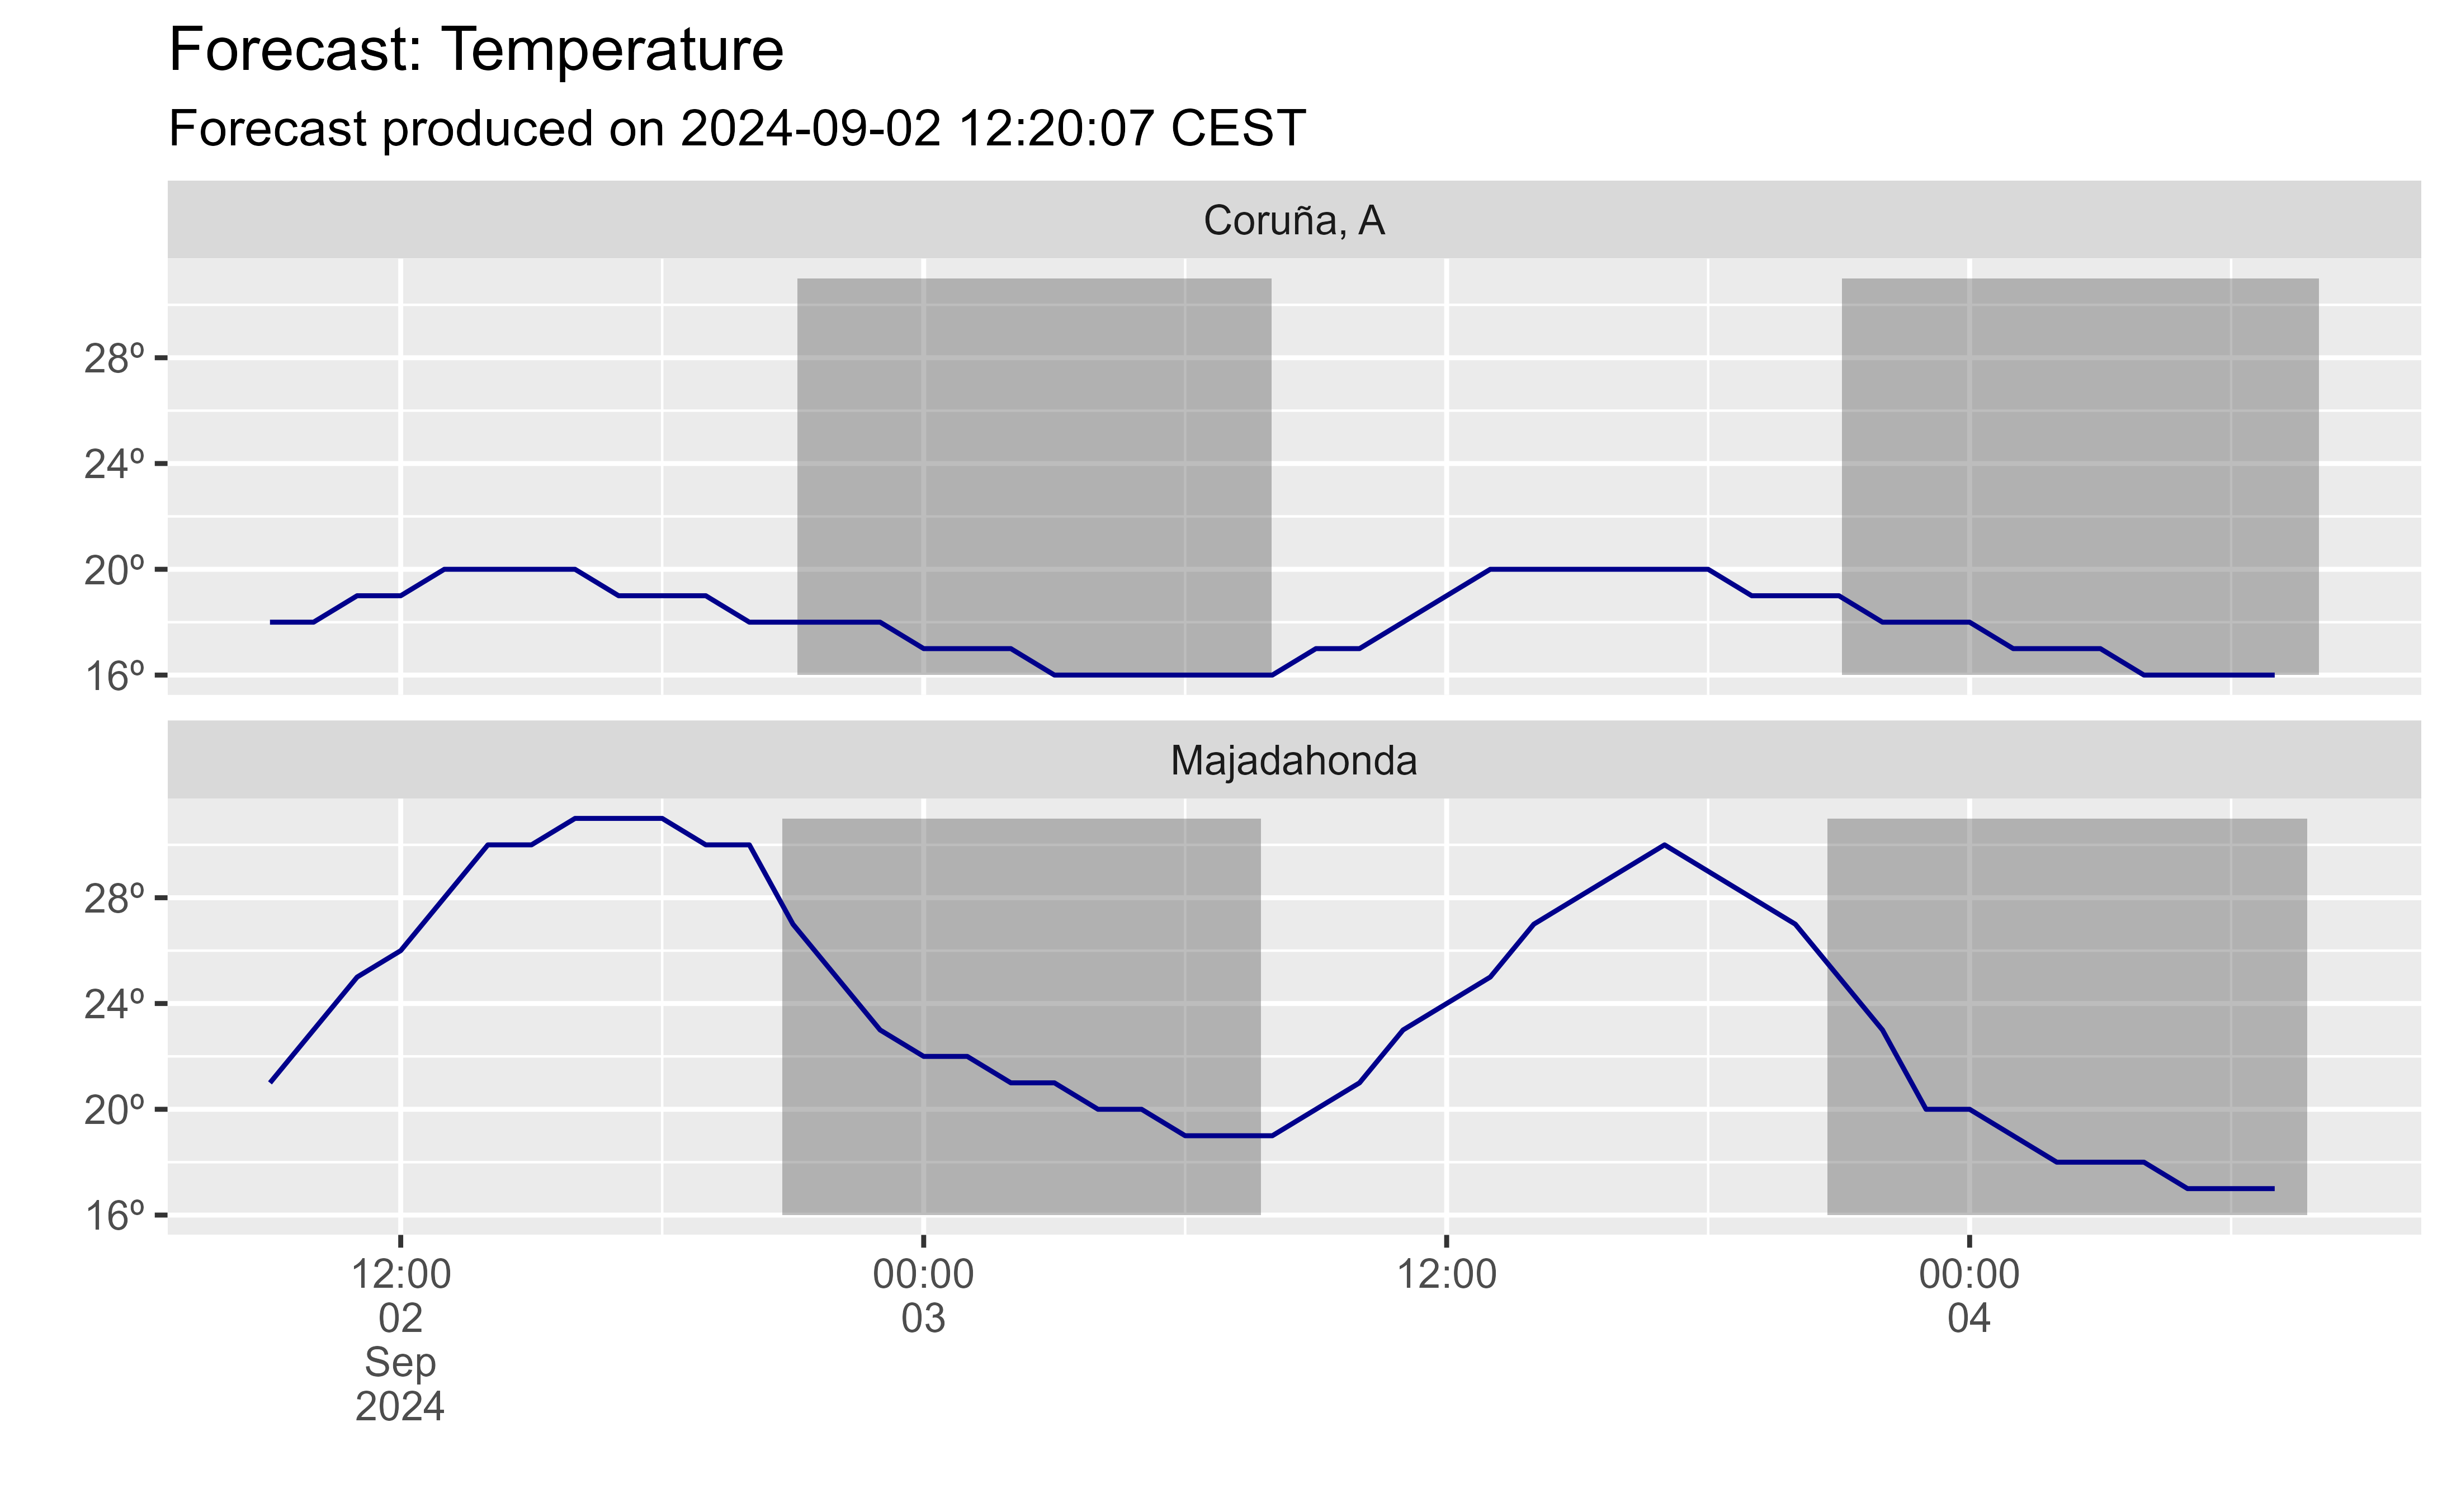 Forecast: Temperature
Forecast produced on 2024-09-02 12:20:07 CEST
Coruña, A
28º
24º
20º
16º
Majadahonda
28º
24º
20º
16º
12:00 00:00 12:00 00:00
02 03 04
Sep
2024